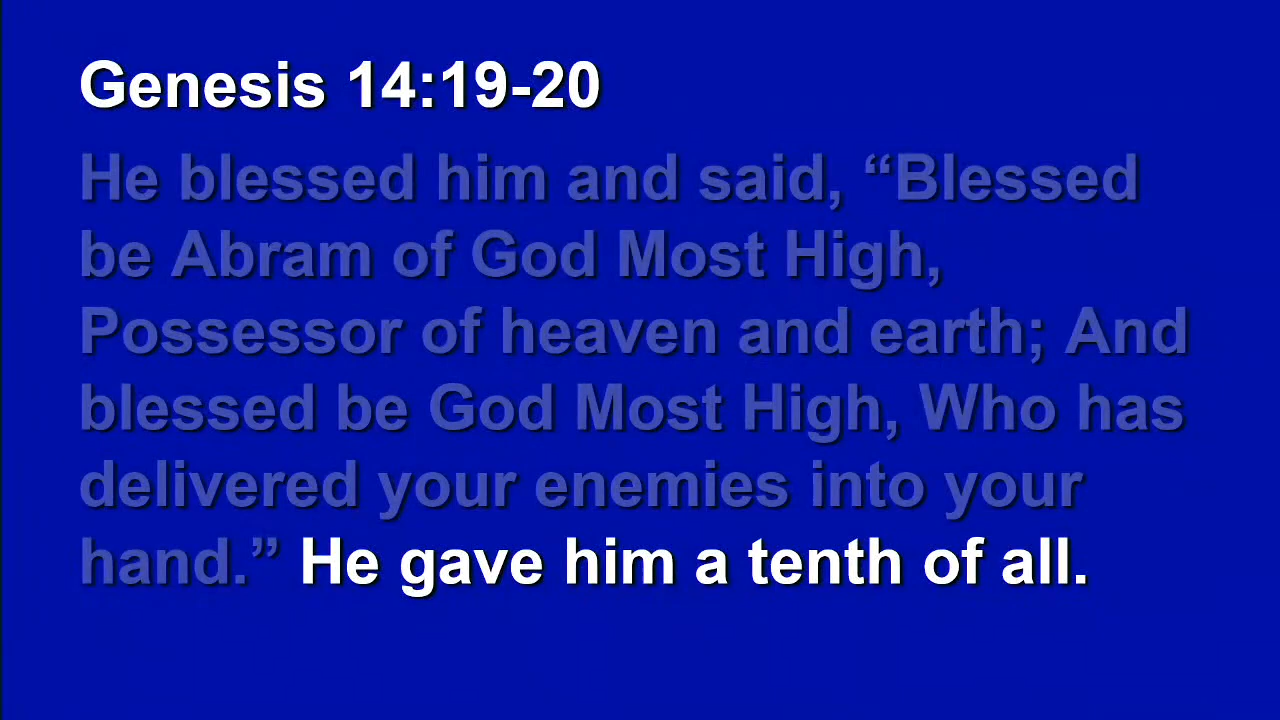 Genesis 14:19-20
He blessed him and said, “Blessed
be Abram of God Most High,
Possessor of heaven and earth; And
blessed be God Most High, Who has
delivered your enemies into your
hand.” He gave him a tenth of all.